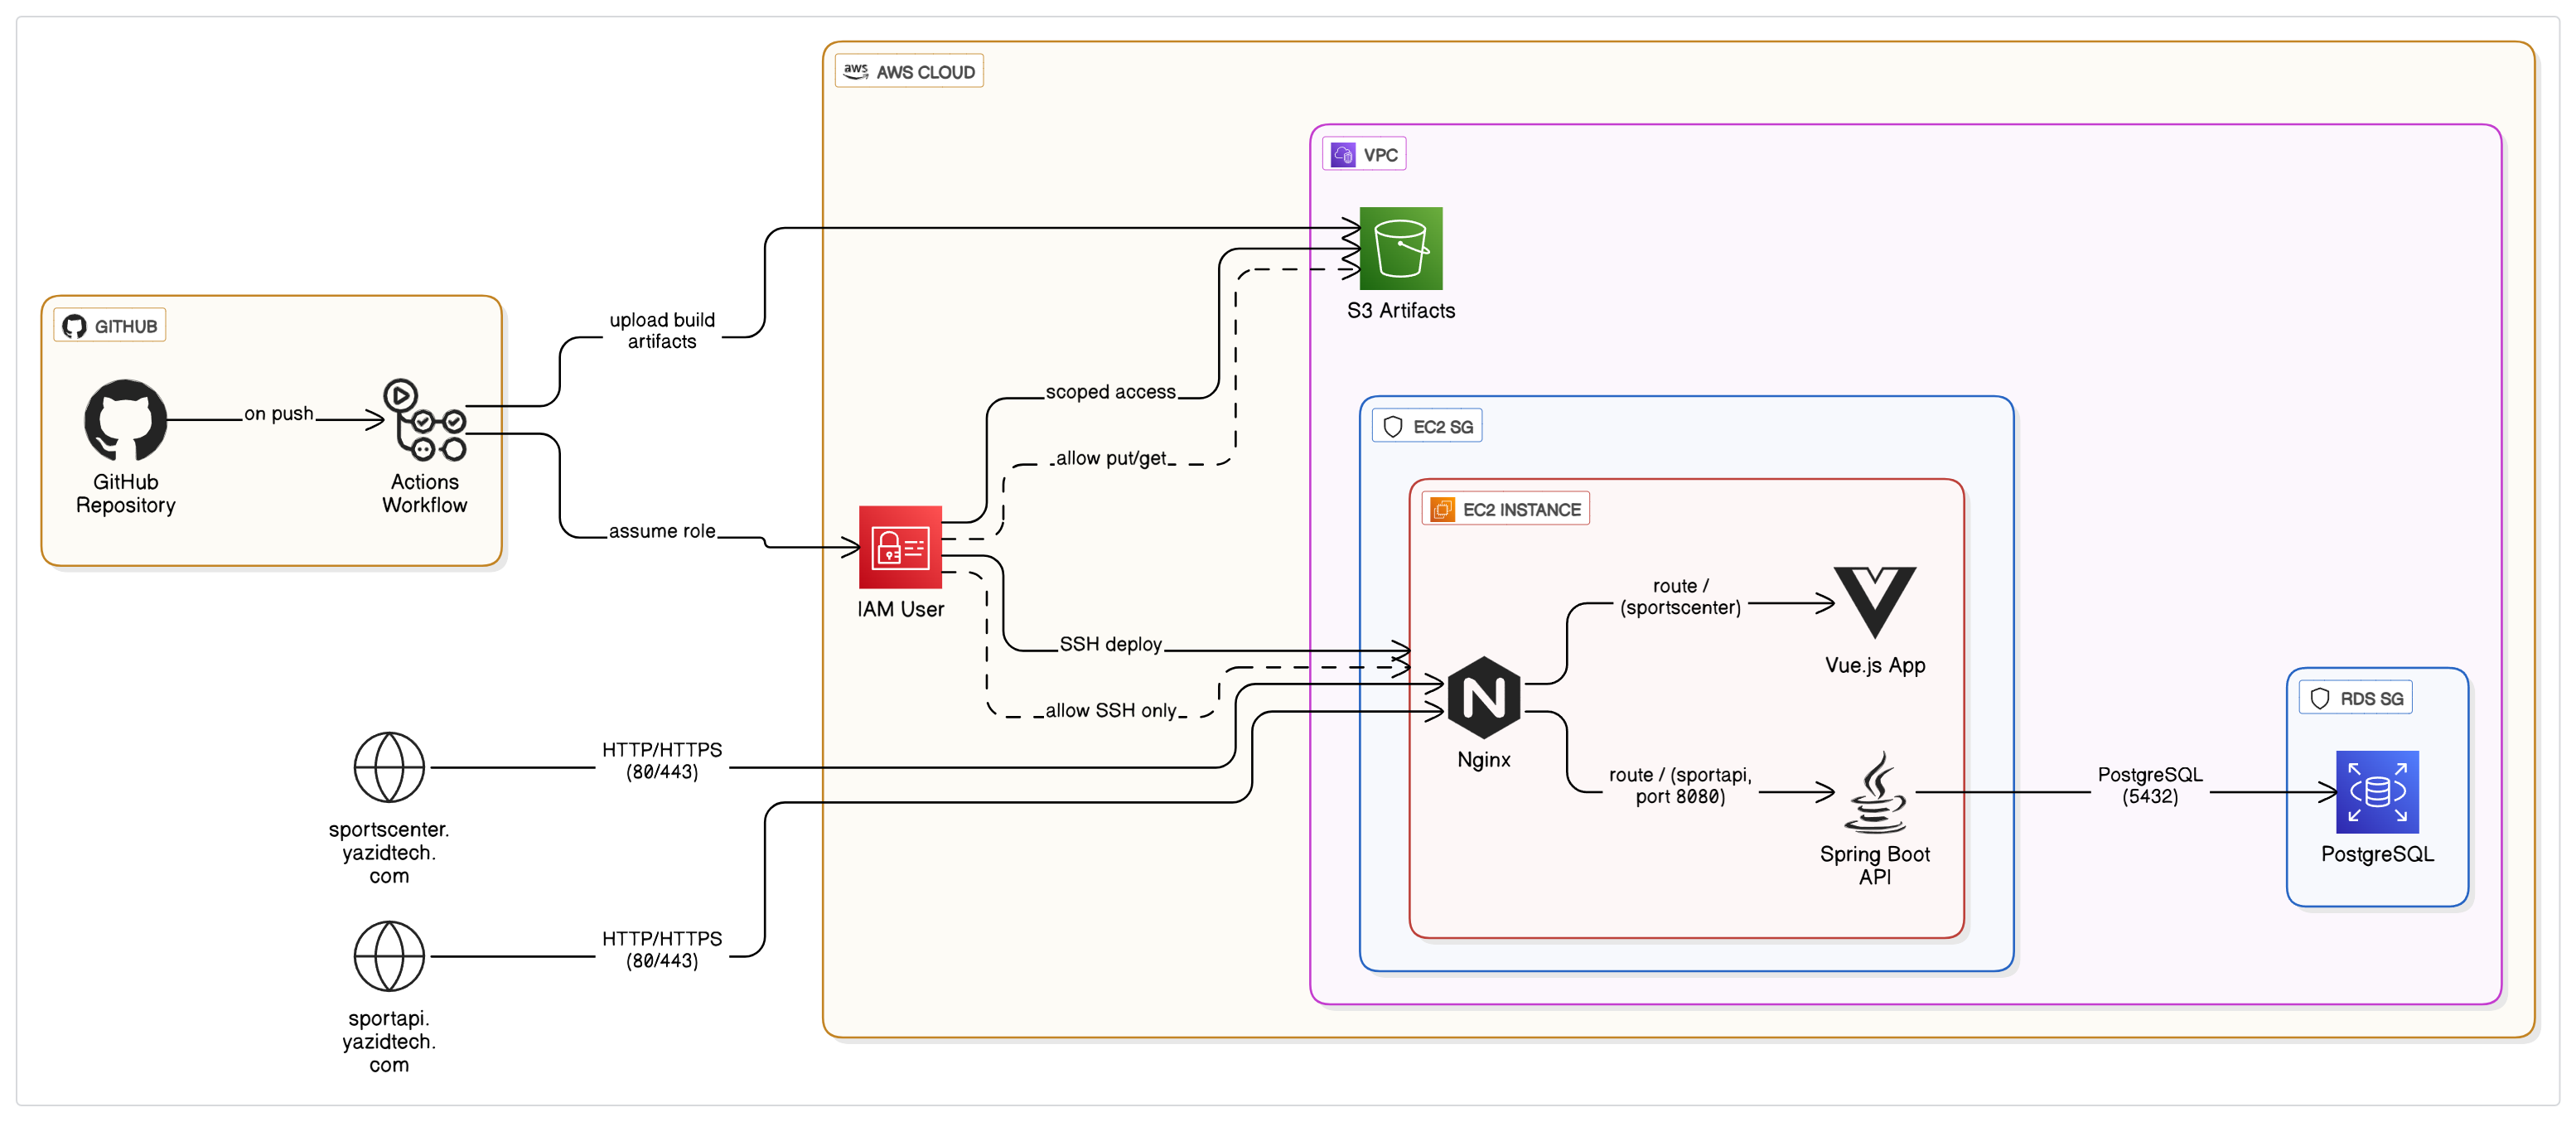 aws AWS CLOUD
VPC
S3 Artifacts
GITHUB
upload build
artifacts
on push
GitHub
Repository
Actions
Workflow
assume role
scoped access
allow put/get
IAM User
SSH deploy
allow SSH only
EC2 SG
EC2 INSTANCE
route /
(sportscenter)
Vue.js App
N
Nginx
route / (sportapi,
port 8080)
Spring Boot
API
PostgreSQL
(5432)
RDS SG
PostgreSQL
HTTP/HTTPS
(80/443)
sportscenter.
yazidtech.
com
HTTP/HTTPS
(80/443)
sportapi.
yazidtech.
com